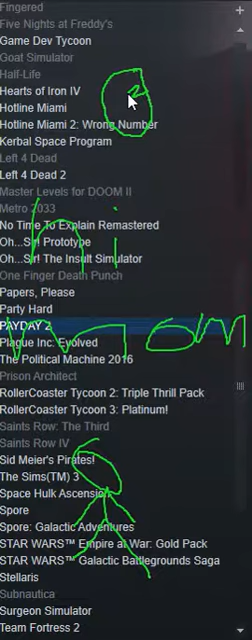 Fingered
Five Nights at Freddy's
Game Dev Tycoon
Goat Simulator
Half-Life
Hearts of Iron IV
2
Hotline Miami
Hotline Miami 2: Wrong Number
Kerbal Space Program
Left 4 Dead
Left 4 Dead 2
Master Levels for DOOM II
Metro 2033
hi
No Time To Explain Remastered
Oh...Sir! Prototype
Oh...Sir! The Insult Simulator
One Finger Death Punch
Papers, Please
Party Hard
PAYDAY 2
mom
Plague Inc: Evolved
The Political Machine 2016
Prison Architect
RollerCoaster Tycoon 2: Triple Thrill Pack
RollerCoaster Tycoon 3: Platinum!
Saints Row: The Third
Saints Row IV
Sid Meier's Pirates!
The Sims(TM) 3
Space Hulk Ascension
Spore
Spore: Galactic Adventures
STAR WARS™ Empire at War: Gold Pack
STAR WARS™ Galactic Battlegrounds Saga
Stellaris
Subnautica
Surgeon Simulator
Team Fortress 2